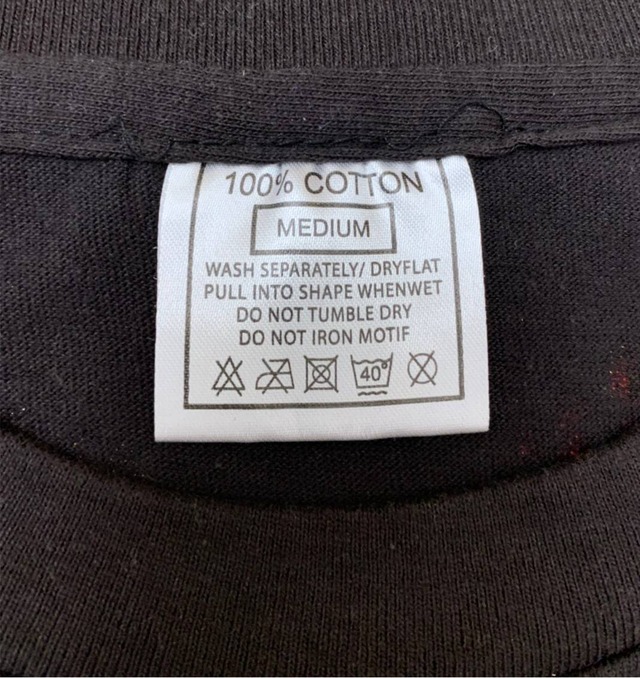 100% COTTON
MEDIUM
WASH SEPARATELY/ DRYFLAT
PULL INTO SHAPE WHENWET
DO NOT TUMBLE DRY
DO NOT IRON MOTIF
40°